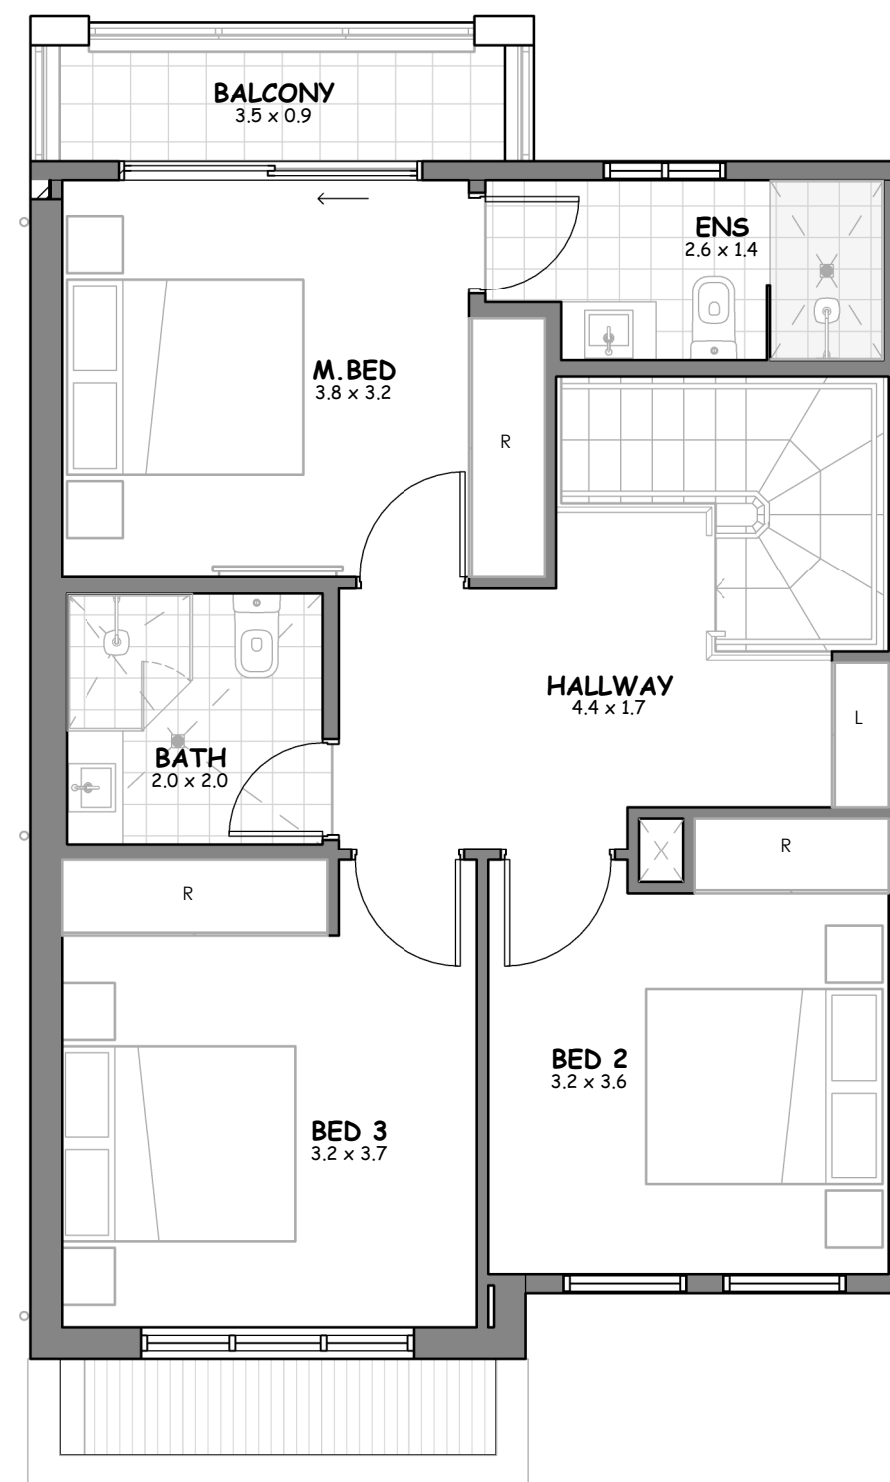 BALCONY
3.5 x 0.9
ENS
2.6 x 1.4
M.BED
3.8 x 3.2
R
HALLWAY
4.4 x 1.7
L
BATH
2.0 x 2.0
R
R
BED 2
3.2 x 3.6
BED 3
3.2 x 3.7